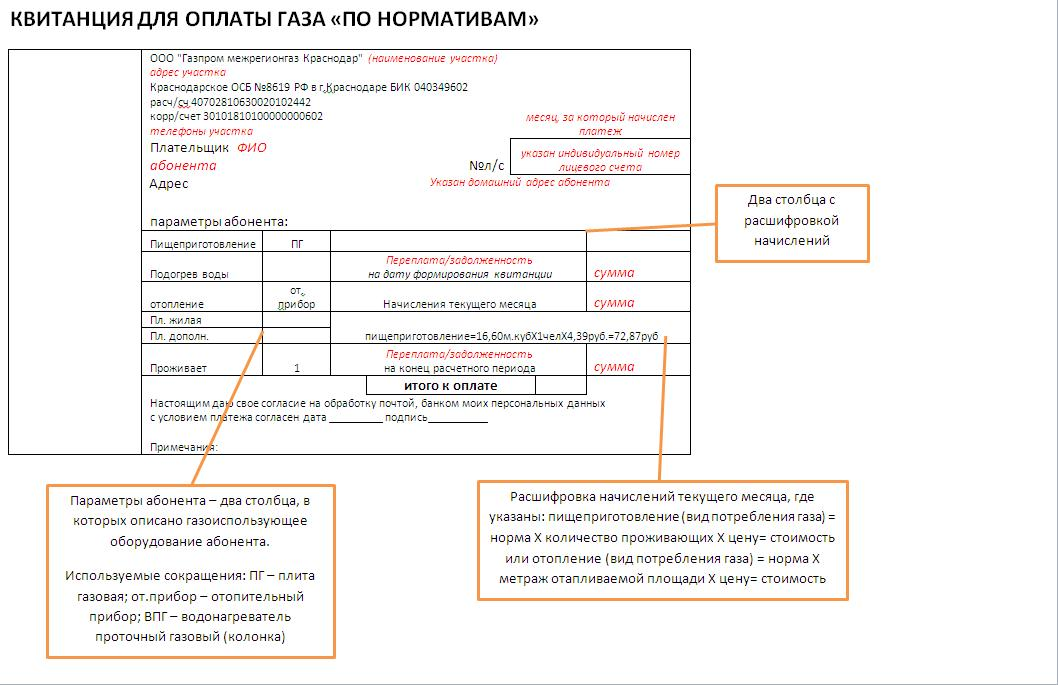 КВИТАНЦИЯ ДЛЯ ОПЛАТЫ ГАЗА «ПО НОРМАТИВАМ»
ООО "Газпром межрегионгаз Краснодар" (наименование участка)
адрес участка
Краснодарское ОСБ №8619 РФ в г.Краснодаре БИК 040349602
расч/сч 40702810630020102442
корр/счет 30101810100000000602
телефоны участка
месяц, за который начислен
платеж
Плательщик ФИО
абонента
№л/с
указан индивидуальный номер
лицевого счета
Адрес
Указан домашний адрес абонента
параметры абонента:
Пищеприготовление ПГ
Подогрев воды
Переплата/задолженность
на дату формирования квитанции
сумма
отопление
от.
прибор
Начисления текущего месяца
сумма
Пл. жилая
Пл. дополн.
пищеприготовление=16,60м.кубХ1челХ4,39руб.=72,87руб
Проживает
1
Переплата/задолженность
на конец расчетного периода
сумма
итого к оплате
Настоящим даю свое согласие на обработку почтой, банком моих персональных данных
с условием платежа согласен дата _________ подпись__________
Примечания:
Два столбца с
расшифровкой
начислений
Параметры абонента – два столбца, в
которых описано газоиспользующее
оборудование абонента.
Используемые сокращения: ПГ – плита
газовая; от.прибор – отопительный
прибор; ВПГ – водонагреватель
проточный газовый (колонка)
Расшифровка начислений текущего месяца, где
указаны: пищеприготовление (вид потребления газа) =
норма Х количество проживающих Х цену= стоимость
или отопление (вид потребления газа) = норма Х
метраж отапливаемой площади Х цену= стоимость